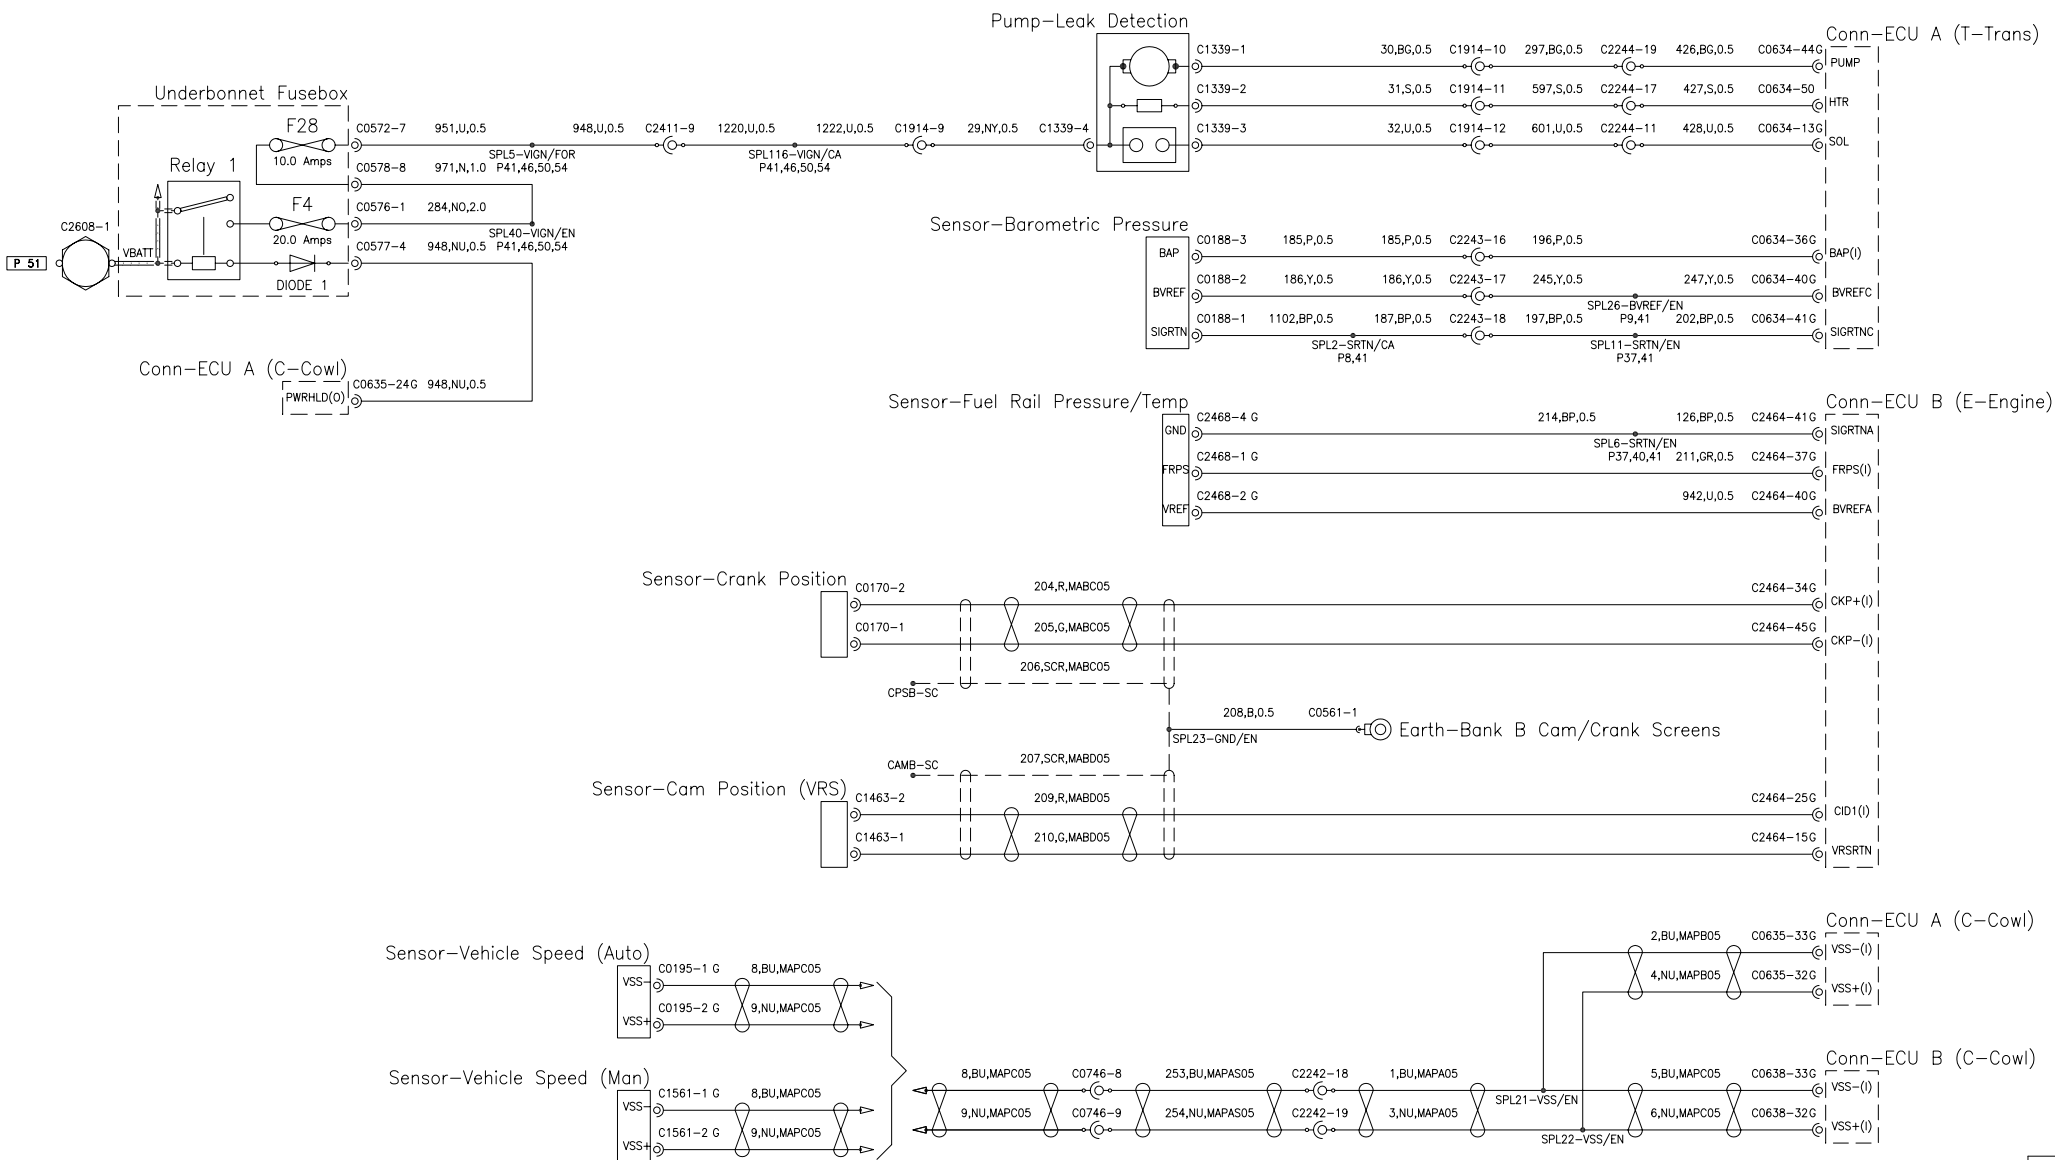 Pump-Leak Detection
Conn-ECU A (T-Trans)
C1339-1 30,BG,0.5 C1914-10 297,BG,0.5 C2244-19 426,BG,0.5 C0634-44G PUMP
C1339-2 31,S,0.5 C1914-11 597,S,0.5 C2244-17 427,S,0.5 C0634-50 HTR
Underbonnet Fusebox
F28
10.0 Amps
C0572-7 951,U,0.5 948,U,0.5 C2411-9 1220,U,0.5 1222,U,0.5 C1914-9 29,NY,0.5 C1339-4 C1339-3 32,U,0.5 C1914-12 601,U,0.5 C2244-11 428,U,0.5 C0634-13G SOL
SPL5-VIGN/FOR
P41,46,50,54
SPL116-VIGN/CA
P41,46,50,54
Relay 1
C0578-8 971,N,1.0
F4
20.0 Amps
C0576-1 284,NO,2.0
SPL40-VIGN/EN
P41,46,50,54
C2608-1
P 51
VBATT
C0577-4 948,NU,0.5
DIODE 1
Sensor-Barometric Pressure
BAP C0188-3 185,P,0.5 185,P,0.5 C2243-16 196,P,0.5 C0634-36G BAP(I)
BVREF C0188-2 186,Y,0.5 186,Y,0.5 C2243-17 245,Y,0.5 247,Y,0.5 C0634-40G BVREFC
SPL26-BVREF/EN
P9,41
SIGRTN C0188-1 1102,BP,0.5 187,BP,0.5 C2243-18 197,BP,0.5 202,BP,0.5 C0634-41G SIGRTNC
SPL2-SRTN/CA
P8,41
SPL11-SRTN/EN
P37,41
Conn-ECU A (C-Cowl)
PWRHLD(O) C0635-24G 948,NU,0.5
Sensor-Fuel Rail Pressure/Temp
Conn-ECU B (E-Engine)
GND C2468-4 G 214,BP,0.5 126,BP,0.5 C2464-41G SIGRTNA
SPL6-SRTN/EN
P37,40,41
FRPS C2468-1 G 211,GR,0.5 C2464-37G FRPS(I)
VREF C2468-2 G 942,U,0.5 C2464-40G BVREFA
Sensor-Crank Position
C0170-2 204,R,MABC05 C2464-34G CKP+(I)
C0170-1 205,G,MABC05 C2464-45G CKP-(I)
206,SCR,MABC05
CPSB-SC
208,B,0.5 C0561-1 Earth-Bank B Cam/Crank Screens
SPL23-GND/EN
207,SCR,MABD05
CAMB-SC
Sensor-Cam Position (VRS)
C1463-2 209,R,MABD05 C2464-25G CID1(I)
C1463-1 210,G,MABD05 C2464-15G VRSRTN
Conn-ECU A (C-Cowl)
2,BU,MAPB05 C0635-33G VSS-(I)
4,NU,MAPB05 C0635-32G VSS+(I)
Sensor-Vehicle Speed (Auto)
VSS- C0195-1 G 8,BU,MAPC05
VSS+ C0195-2 G 9,NU,MAPC05
Sensor-Vehicle Speed (Man)
VSS- C1561-1 G 8,BU,MAPC05
VSS+ C1561-2 G 9,NU,MAPC05
Conn-ECU B (C-Cowl)
8,BU,MAPC05 C0746-8 253,BU,MAPAS05 C2242-18 1,BU,MAPA05 5,BU,MAPC05 C0638-33G VSS-(I)
SPL21-VSS/EN
9,NU,MAPC05 C0746-9 254,NU,MAPAS05 C2242-19 3,NU,MAPA05 6,NU,MAPC05 C0638-32G VSS+(I)
SPL22-VSS/EN